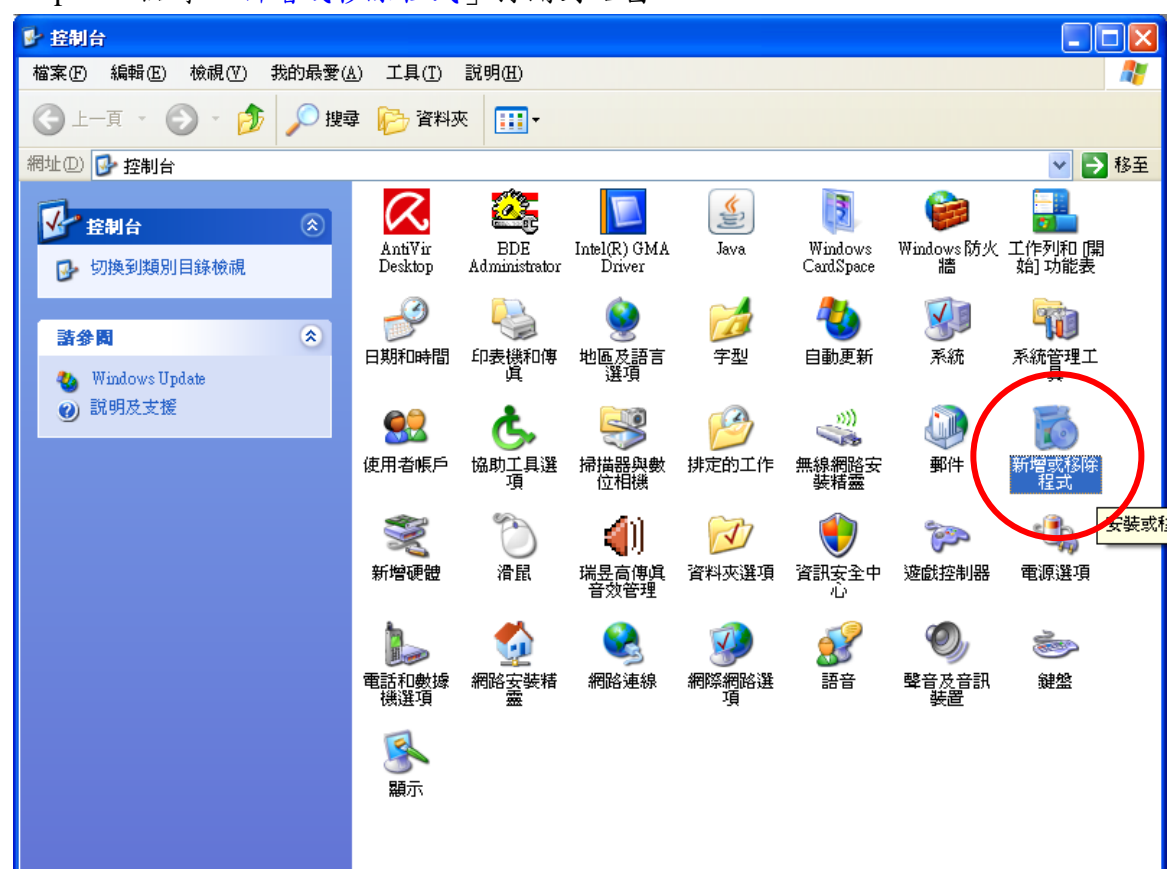 控制台
檔案(F) 編輯(E) 檢視(V) 我的最愛(A) 工具(T) 說明(H)
上一頁 搜尋 資料夾
網址(D) 控制台 移至
控制台
切換到類別目錄檢視
請參閱
Windows Update
說明及支援
AntiVir
Desktop
BDE
Administrator
Intel(R) GMA
Driver
Java
Windows
CardSpace
Windows 防火
牆
工作列和 [開
始] 功能表
日期和時間
印表機和傳
真
地區及語言
選項
字型
自動更新
系統
系統管理工
具
使用者帳戶
協助工具選
項
掃描器與數
位相機
排定的工作
無線網路安
裝精靈
郵件
新增或移除
程式
安裝或
新增硬體
滑鼠
瑞昱高傳真
音效管理
資料夾選項
資訊安全中
心
遊戲控制器
電源選項
電話和數據
機選項
網路安裝精
靈
網路連線
網際網路選
項
語音
聲音及音訊
裝置
鍵盤
顯示